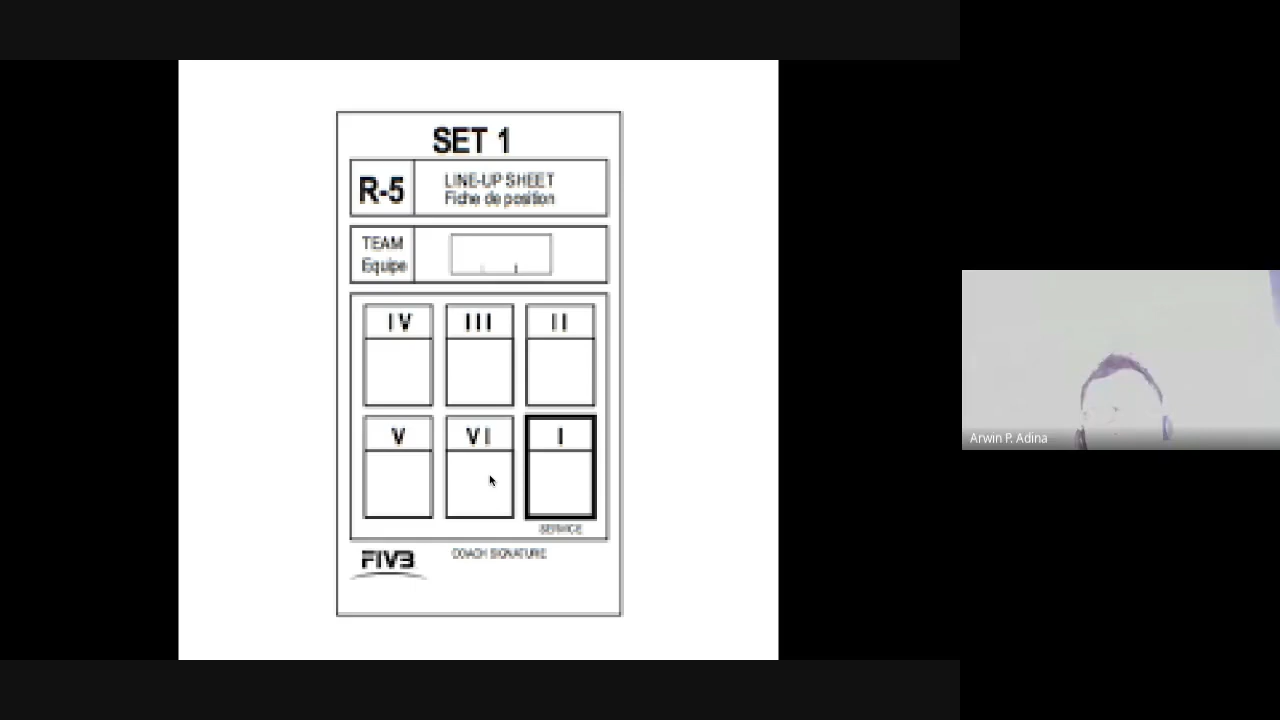 SET 1
R-5
LINE-UP SHEET
Fiche de position
TEAM
Equipe
IV III II
V VI I
SERVICE
FIVB
COACH SIGNATURE
Arwin P. Adina